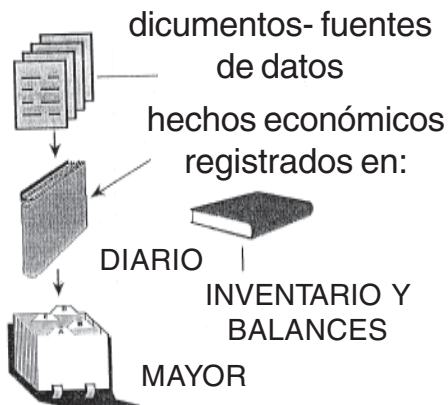 dicumentos- fuentes
de datos
hechos económicos
registrados en:
DIARIO
INVENTARIO Y
BALANCES
MAYOR